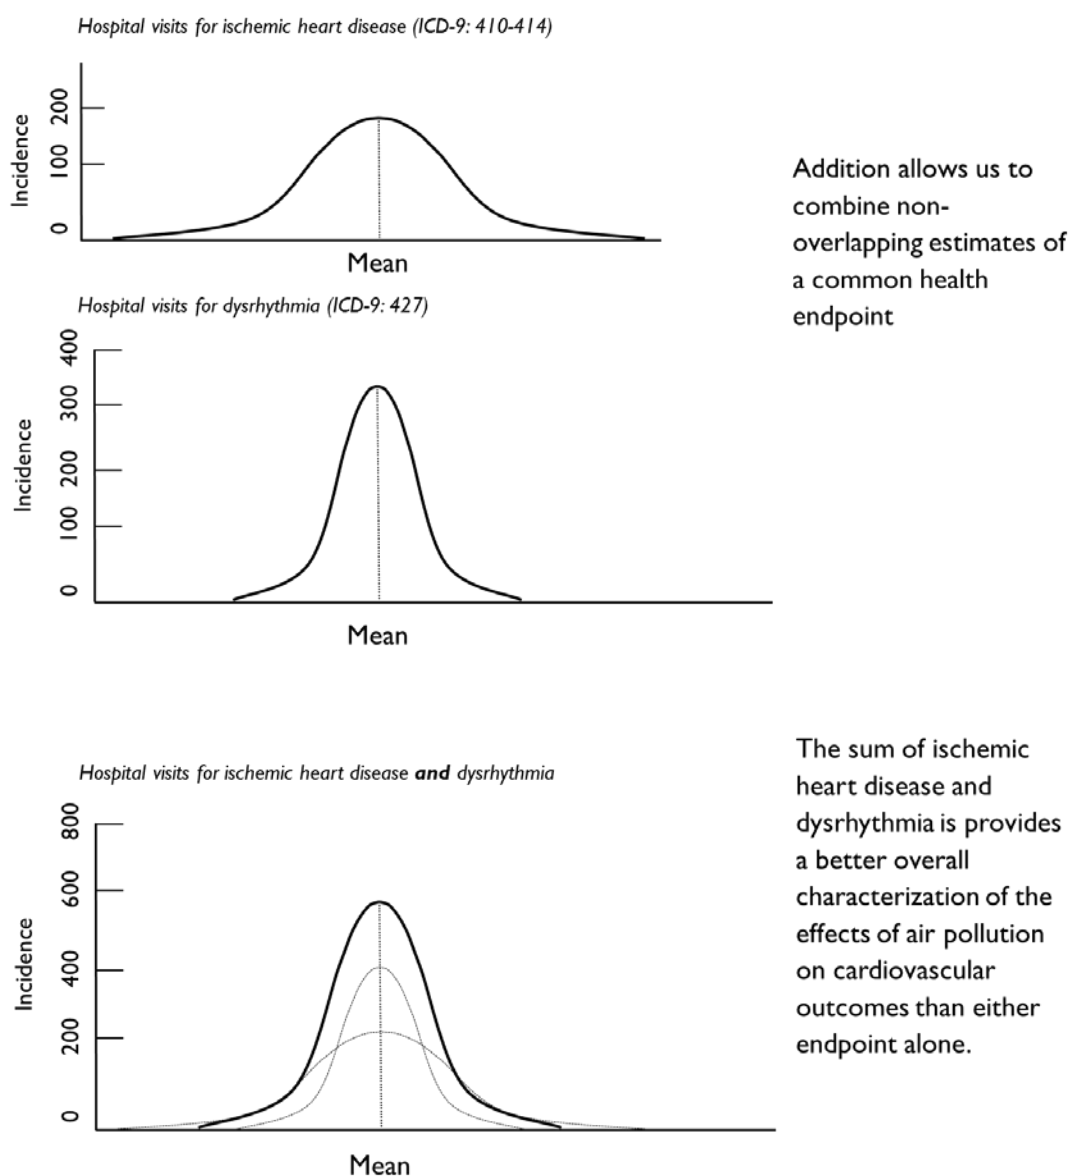 Hospital visits for ischemic heart disease (ICD-9: 410-414)
Incidence
200
100
0
Mean
Addition allows us to
combine non-
overlapping estimates of
a common health
endpoint
Hospital visits for dysrhythmia (ICD-9: 427)
Incidence
400
300
200
100
0
Mean
Hospital visits for ischemic heart disease and dysrhythmia
Incidence
800
600
400
200
0
Mean
The sum of ischemic
heart disease and
dysrhythmia is provides
a better overall
characterization of the
effects of air pollution
on cardiovascular
outcomes than either
endpoint alone.